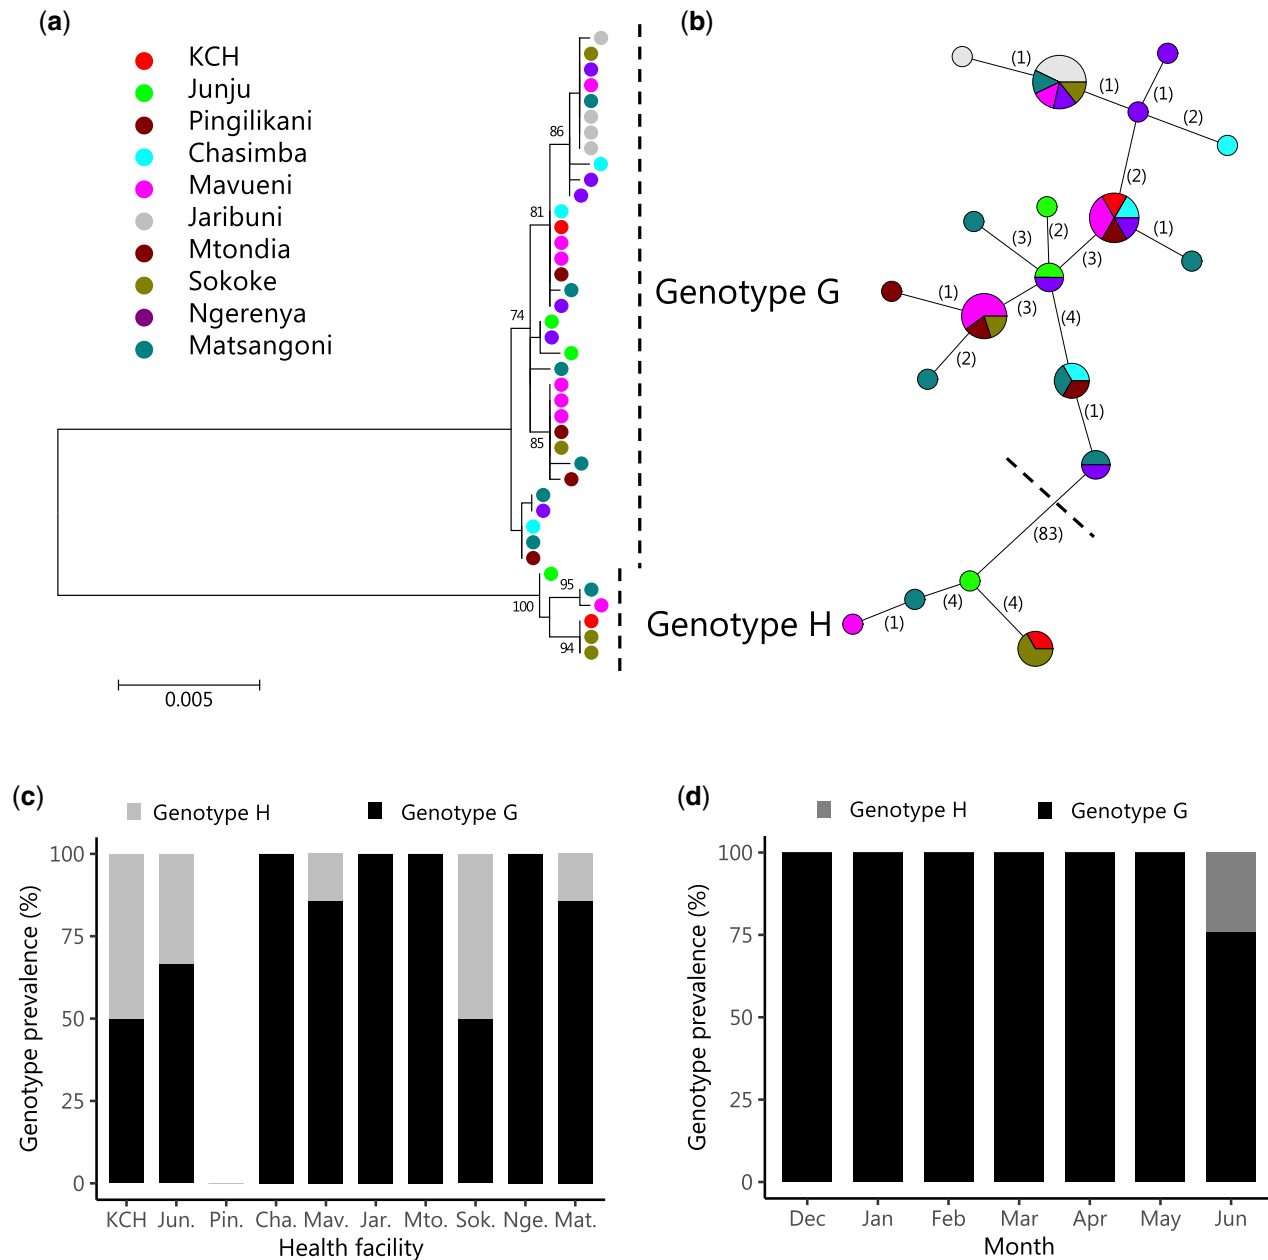 (a)
KCH
Junju
Pingilikani
Chasimba
Mavueni
Jaribuni
Mtondia
Sokoke
Ngerenya
Matsangoni
86
81
74
85
95
100
94
0.005
Genotype G
Genotype H
(b)
(1)
(1)
(1)
(2)
(2)
(1)
(3)
(2)
(3)
(1)
(3)
(4)
(2)
(1)
(83)
(4)
(4)
(1)
(c)
Genotype H Genotype G
Genotype prevalence (%)
100
75
50
25
0
KCH Jun. Pin. Cha. Mav. Jar. Mto. Sok. Nge. Mat.
Health facility
(d)
Genotype H Genotype G
Genotype prevalence (%)
100
75
50
25
0
Dec Jan Feb Mar Apr May Jun
Month